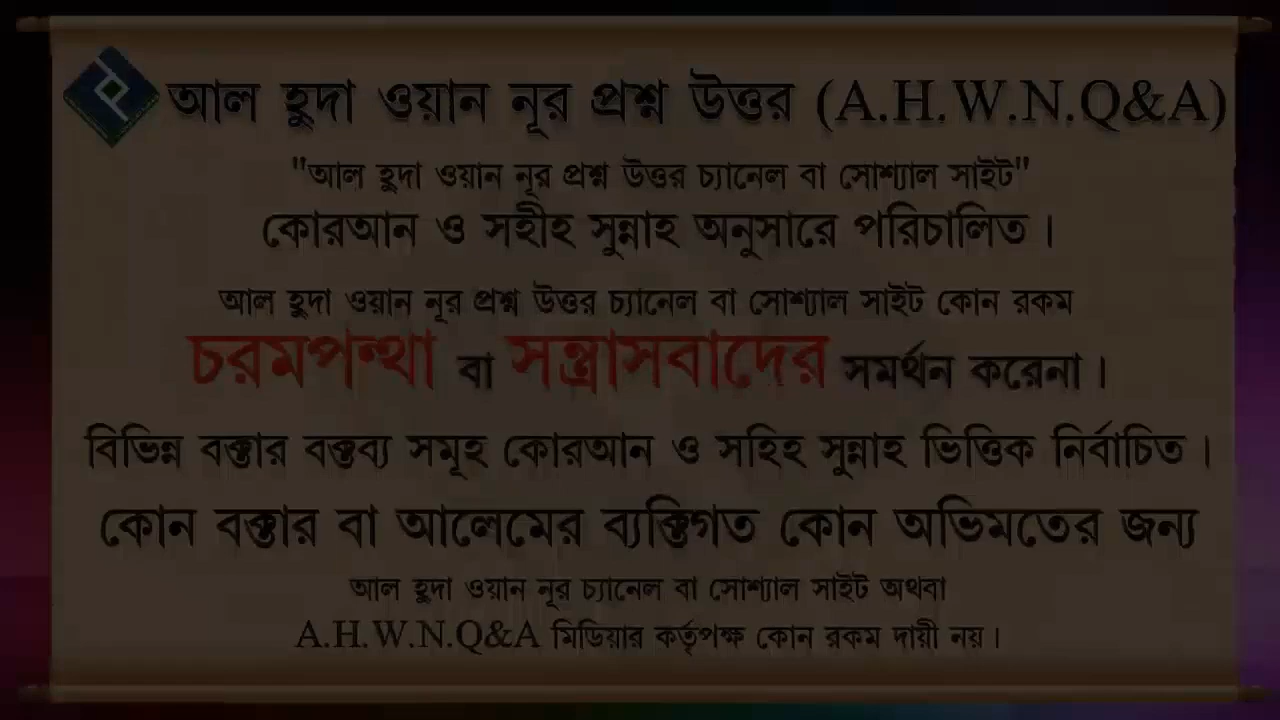 আল হুদা ওয়ান নূর প্রশ্ন উত্তর (A.H.W.N.Q&A)
"আল হুদা ওয়ান নূর প্রশ্ন উত্তর চ্যানেল বা সোশ্যাল সাইট"
কোরআন ও সহীহ সুন্নাহ অনুসারে পরিচালিত।
আল হুদা ওয়ান নূর প্রশ্ন উত্তর চ্যানেল বা সোশ্যাল সাইট কোন রকম
চরমপন্থা বা সন্ত্রাসবাদের সমর্থন করেনা।
বিভিন্ন বক্তার বক্তব্য সমূহ কোরআন ও সহিহ সুন্নাহ ভিত্তিক নির্বাচিত।
কোন বক্তার বা আলেমের ব্যক্তিগত কোন অভিমতের জন্য
আল হুদা ওয়ান নূর চ্যানেল বা সোশ্যাল সাইট অথবা
A.H.W.N.Q&A মিডিয়ার কর্তৃপক্ষ কোন রকম দায়ী নয়।